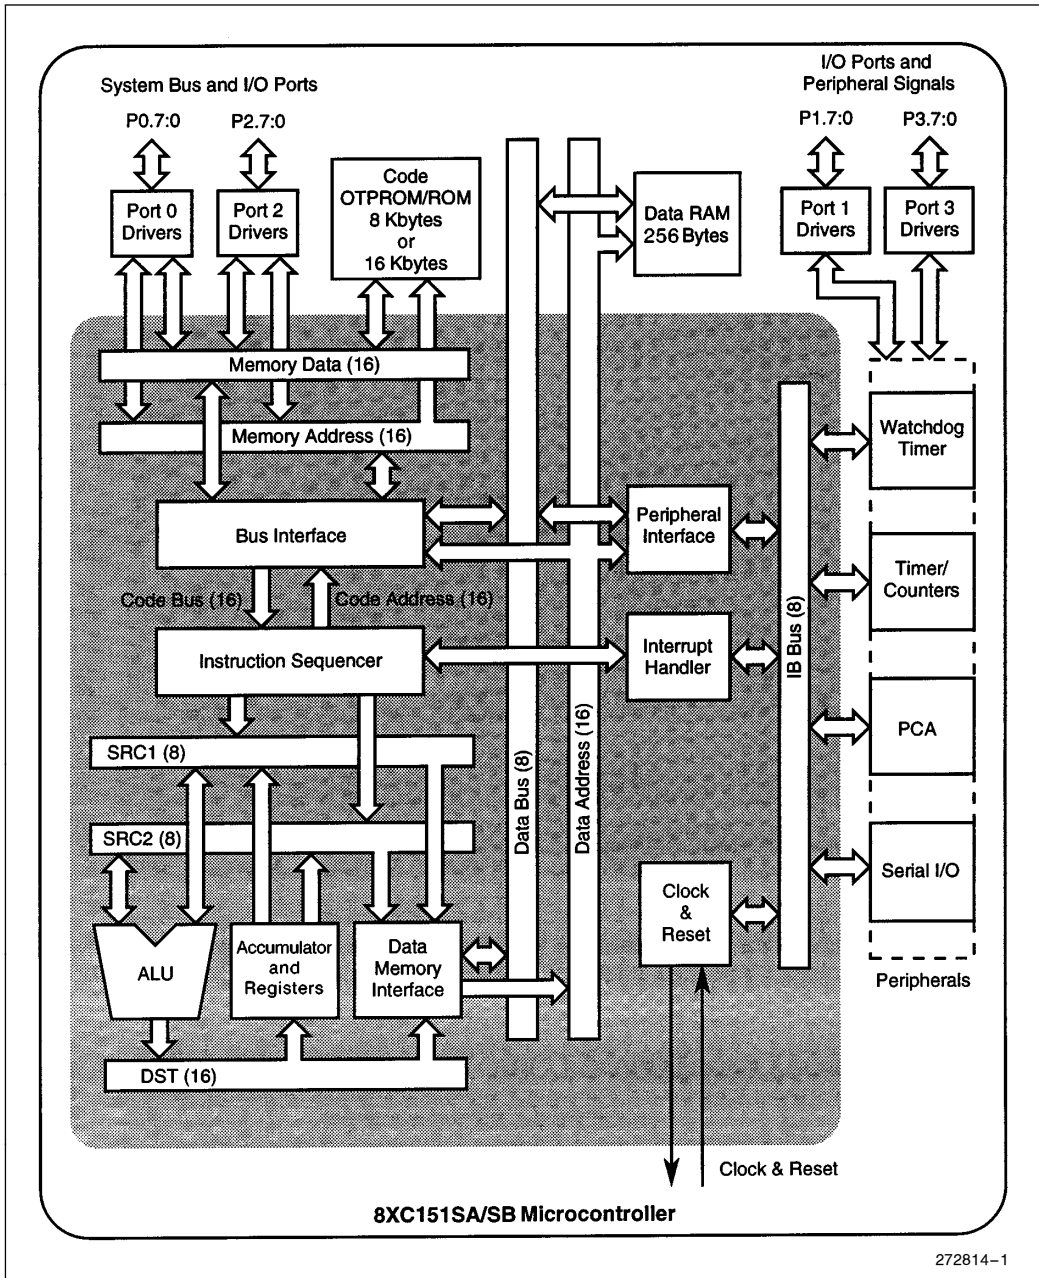 System Bus and I/O Ports
I/O Ports and
Peripheral Signals
P0.7:0
P2.7:0
P1.7:0
P3.7:0
Port 0
Drivers
Port 2
Drivers
Code
OTPROM/ROM
8 Kbytes
or
16 Kbytes
Data RAM
256 Bytes
Port 1
Drivers
Port 3
Drivers
Memory Data (16)
Memory Address (16)
Bus Interface
Peripheral
Interface
Watchdog
Timer
Code Bus (16)
Code Address (16)
Timer/
Counters
Instruction Sequencer
Interrupt
Handler
IB Bus (8)
SRC1 (8)
Data Bus (8)
Data Address (16)
PCA
SRC2 (8)
Clock
&
Reset
Serial I/O
ALU
Accumulator
and
Registers
Data
Memory
Interface
Peripherals
DST (16)
Clock & Reset
8XC151SA/SB Microcontroller
272814–1